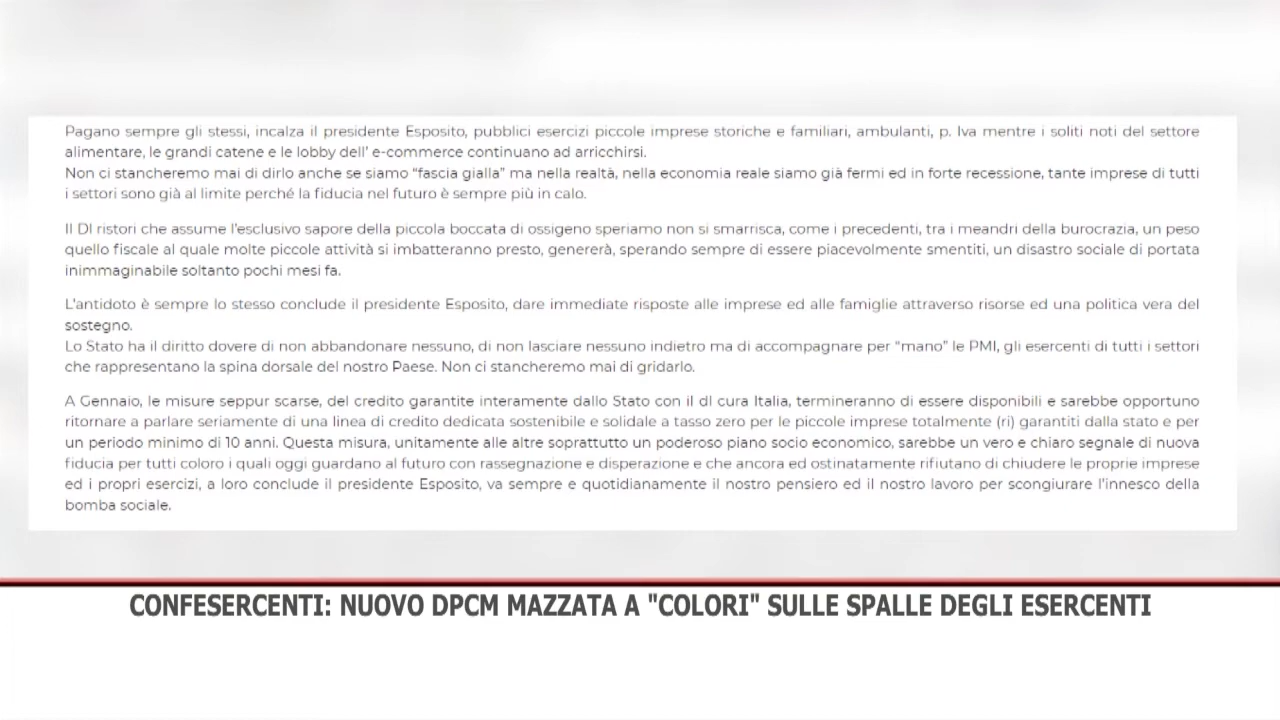 Pagano sempre gli stessi, incalza il presidente Esposito, pubblici esercizi piccole imprese storiche e familiari, ambulanti, p. Iva mentre i soliti noti del settore
alimentare, le grandi catene e le lobby dell' e-commerce continuano ad arricchirsi.
Non ci stancheremo mai di dirlo anche se siamo “fascia gialla” ma nella realtà, nella economia reale siamo già fermi ed in forte recessione, tante imprese di tutti
i settori sono già al limite perché la fiducia nel futuro è sempre più in calo.
Il Dl ristori che assume l'esclusivo sapore della piccola boccata di ossigeno speriamo non si smarrisca, come i precedenti, tra i meandri della burocrazia, un peso
quello fiscale al quale molte piccole attività si imbatteranno presto, genererà, sperando sempre di essere piacevolmente smentiti, un disastro sociale di portata
inimmaginabile soltanto pochi mesi fa.
L'antidoto è sempre lo stesso conclude il presidente Esposito, dare immediate risposte alle imprese ed alle famiglie attraverso risorse ed una politica vera del
sostegno.
Lo Stato ha il diritto dovere di non abbandonare nessuno, di non lasciare nessuno indietro ma di accompagnare per “mano” le PMI, gli esercenti di tutti i settori
che rappresentano la spina dorsale del nostro Paese. Non ci stancheremo mai di gridarlo.
A Gennaio, le misure seppur scarse, del credito garantite interamente dallo Stato con il dl cura Italia, termineranno di essere disponibili e sarebbe opportuno
ritornare a parlare seriamente di una linea di credito dedicata sostenibile e solidale a tasso zero per le piccole imprese totalmente (ri) garantiti dalla stato e per
un periodo minimo di 10 anni. Questa misura, unitamente alle altre soprattutto un poderoso piano socio economico, sarebbe un vero e chiaro segnale di nuova
fiducia per tutti coloro i quali oggi guardano al futuro con rassegnazione e disperazione e che ancora ed ostinatamente rifiutano di chiudere le proprie imprese
ed i propri esercizi, a loro conclude il presidente Esposito, va sempre e quotidianamente il nostro pensiero ed il nostro lavoro per scongiurare l'innesco della
bomba sociale.
CONFESERCENTI: NUOVO DPCM MAZZATA A "COLORI" SULLE SPALLE DEGLI ESERCENTI